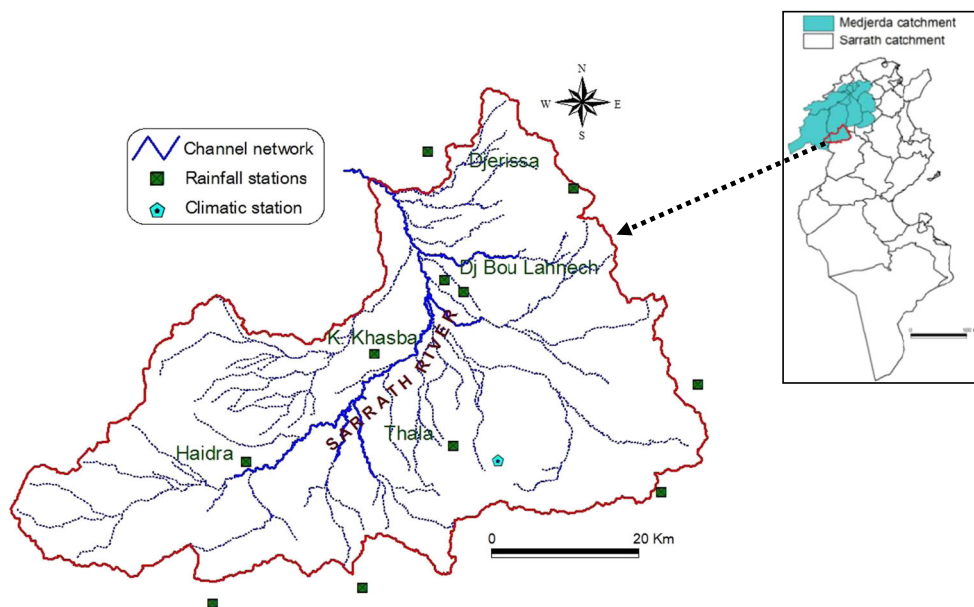 Medjerda catchment
Sarrath catchment
N
W
E
S
Channel network
Rainfall stations
Climatic station
Djerissa
Dj Bou Lahnech
K. Khasba
SARRATH RIVER
Thala
Haidra
0
20 Km
0